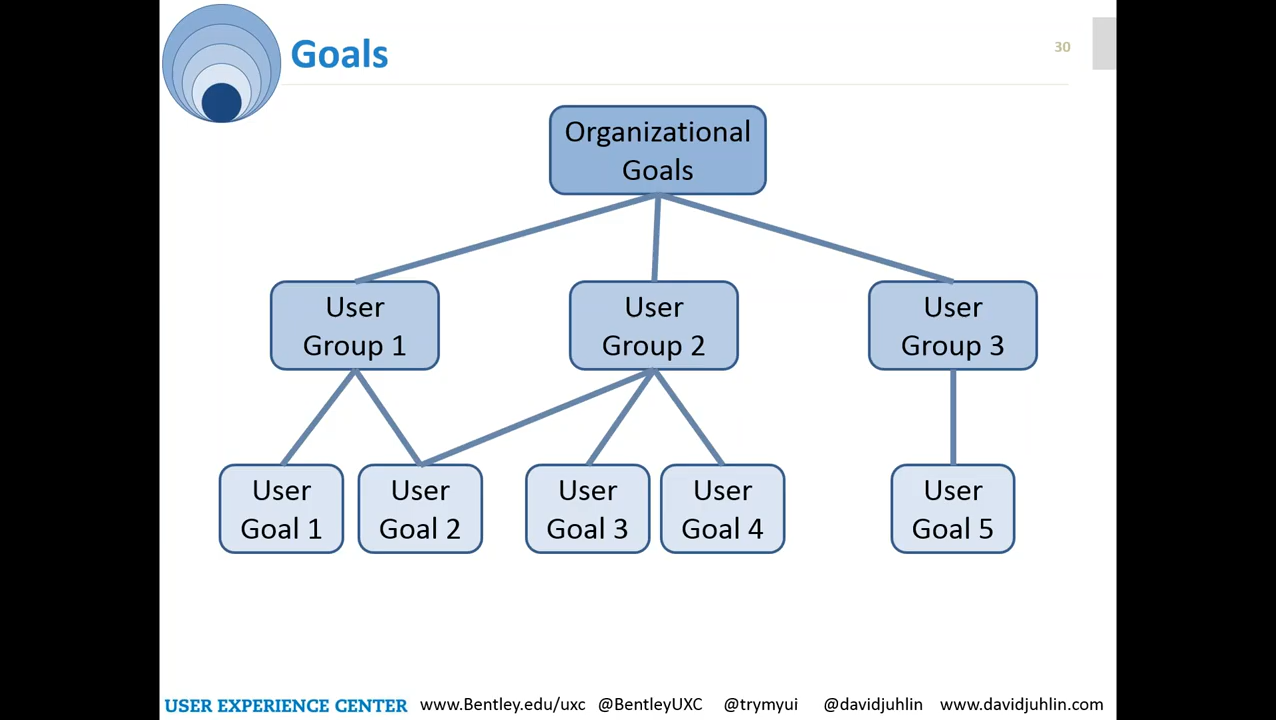 Goals
30
Organizational
Goals
User
Group 1
User
Group 2
User
Group 3
User
Goal 1
User
Goal 2
User
Goal 3
User
Goal 4
User
Goal 5
USER EXPERIENCE CENTER www.Bentley.edu/uxc @BentleyUXC @trymyui @davidjuhlin www.davidjuhlin.com